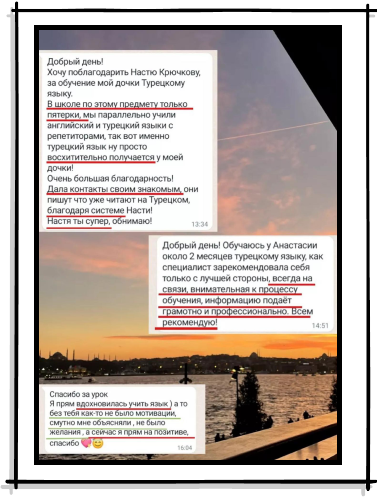 Добрый день!
Хочу поблагодарить Настю Крючкову,
за обучение мой дочки Турецкому
языку.
В школе по этому предмету только
пятерки, мы параллельно учили
английский и турецкий языки с
репетиторами, так вот именно
турецкий язык ну просто
восхитительно получается у моей
дочки!
Очень большая благодарность!
Дала контакты своим знакомым, они
пишут что уже читают на Турецком,
благодаря системе Насти!
Настя ты супер, обнимаю!
13:34
Добрый день! Обучаюсь у Анастасии
около 2 месяцев турецкому языку, как
специалист зарекомендовала себя
только с лучшей стороны, всегда на
связи, внимательная к процессу
обучения, информацию подаёт
грамотно и профессионально. Всем
рекомендую!
14:51
Спасибо за урок
Я прям вдохновилась учить язык ) а то
без тебя как-то не было мотивации,
смутно мне объясняли , не было
желания , а сейчас я прям на позитиве,
спасибо 💖😊
16:04